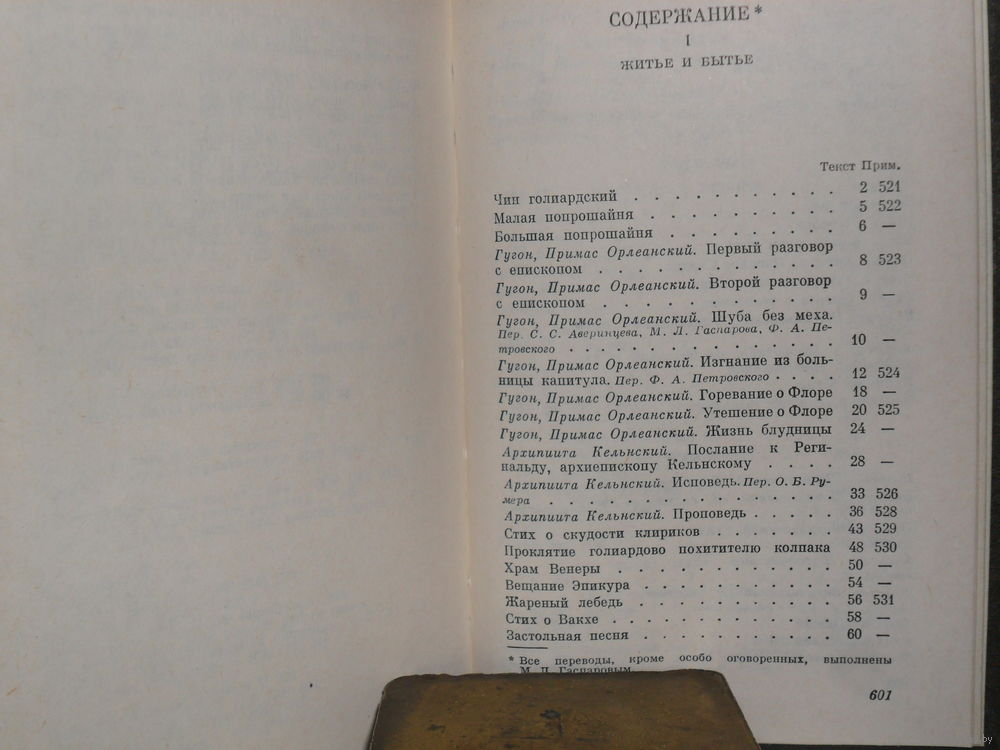 СОДЕРЖАНИЕ*
I
ЖИТЬЕ И БЫТЬЕ
Текст Прим.
Чин голиардский . . . . . . . . . . 2 521
Малая попрошайня . . . . . . . . . . 5 522
Большая попрошайня . . . . . . . . . 6 —
Гугон, Примас Орлеанский. Первый разговор
с епископом . . . . . . . . . . . . 8 523
Гугон, Примас Орлеанский. Второй разговор
с епископом . . . . . . . . . . . . 9 —
Гугон, Примас Орлеанский. Шуба без меха.
Пер. С. С. Аверинцева, М. Л. Гаспарова, Ф. А. Пе-
тровского . . . . . . . . . . . . . 10 —
Гугон, Примас Орлеанский. Изгнание из боль-
ницы капитула. Пер. Ф. А. Петровского . . . . 12 524
Гугон, Примас Орлеанский. Горевание о Флоре 18 —
Гугон, Примас Орлеанский. Утешение о Флоре 20 525
Гугон, Примас Орлеанский. Жизнь блудницы 24 —
Архипиита Кельнский. Послание к Реги-
нальду, архиепископу Кельнскому . . . . 28 —
Архипиита Кельнский. Исповедь. Пер. О. Б. Ру-
мера . . . . . . . . . . . . . . . 33 526
Архипиита Кельнский. Проповедь . . . . . 36 528
Стих о скудости клириков . . . . . . . 43 529
Проклятие голиардово похитителю колпака 48 530
Храм Венеры . . . . . . . . . . . . 50 —
Вещание Эпикура . . . . . . . . . . 54 —
Жареный лебедь . . . . . . . . . . . 56 531
Стих о Вакхе . . . . . . . . . . . . 58 —
Застольная песня . . . . . . . . . . 60 —
* Все переводы, кроме особо оговоренных, выполнены
М. Л. Гаспаровым.
601